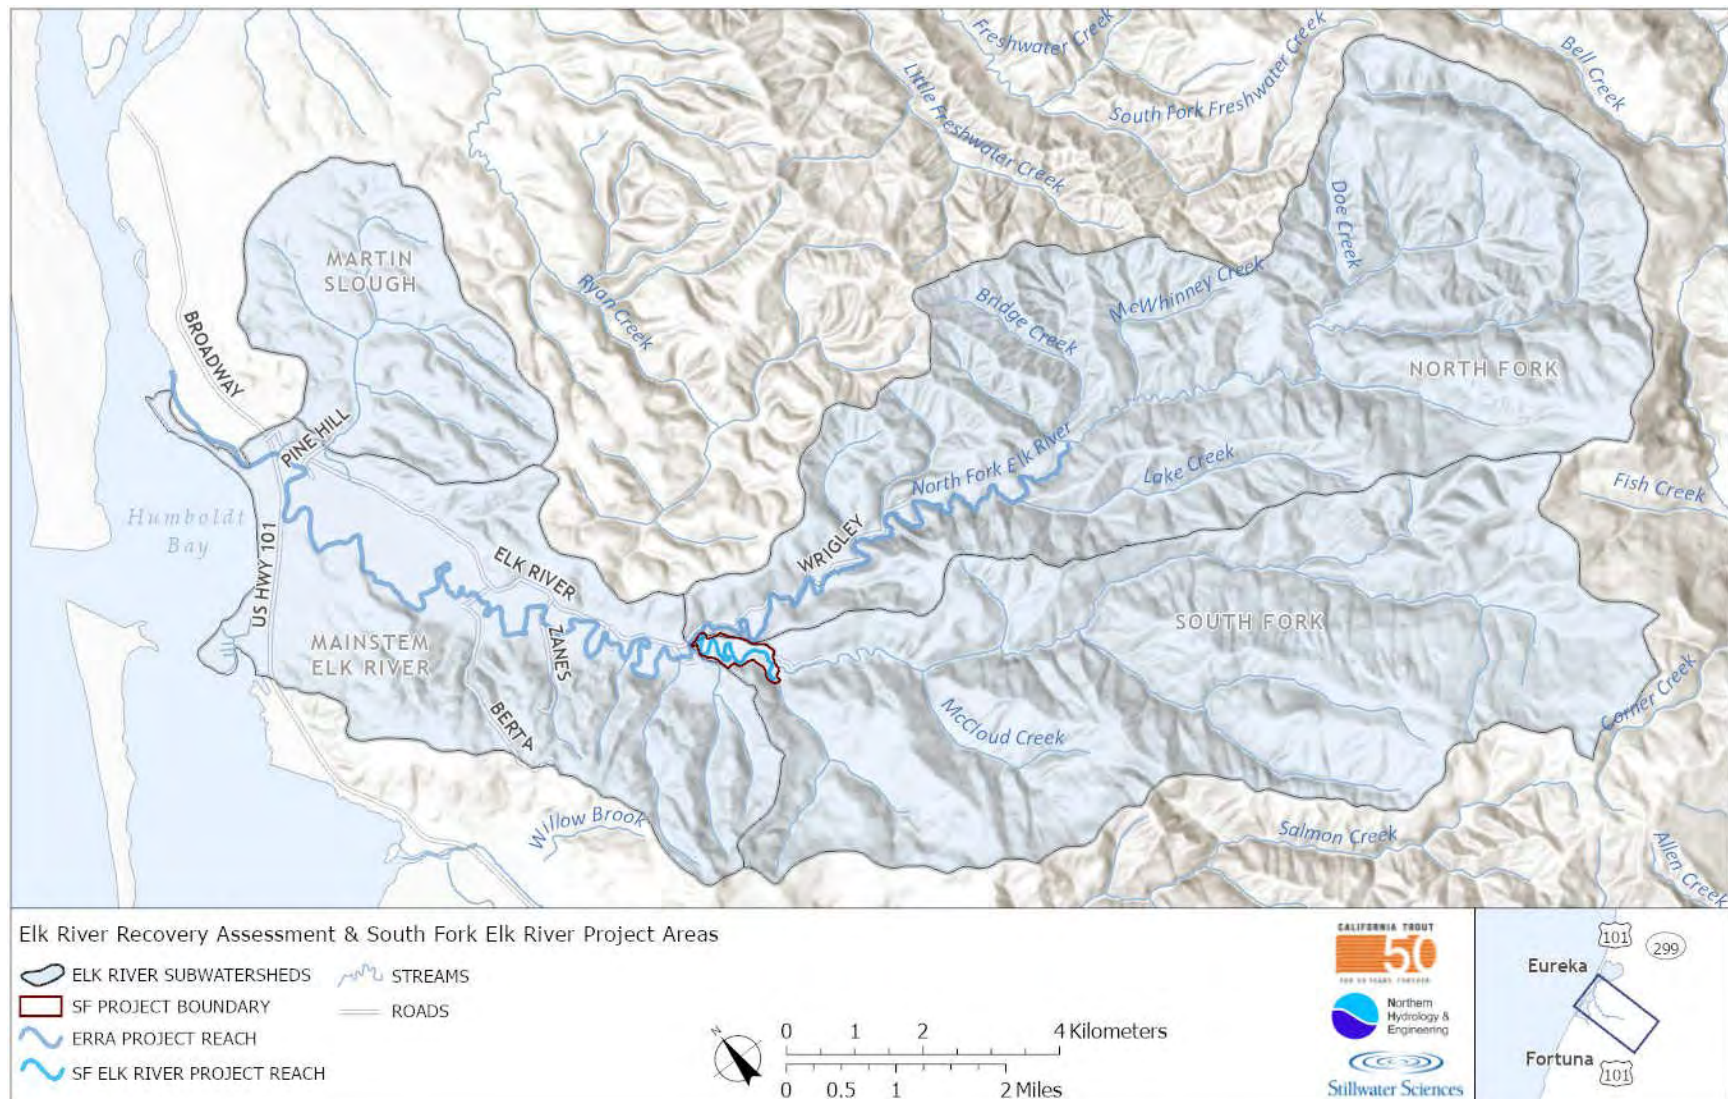 Freshwater Creek
Little Freshwater Creek
South Fork Freshwater Creek
Bell Creek
MARTIN
SLOUGH
Ryan Creek
Doe Creek
McWhinney Creek
Bridge Creek
BROADWAY
NORTH FORK
PINE HILL
North Fork Elk River
Lake Creek
Fish Creek
Humboldt
Bay
US HWY 101
WRIGLEY
ELK RIVER
MAINSTEM
ELK RIVER
ZANES
SOUTH FORK
BERTA
McCloud Creek
Corner Creek
Willow Brook
Salmon Creek
Allen Creek
Elk River Recovery Assessment & South Fork Elk River Project Areas
ELK RIVER SUBWATERSHEDS
SF PROJECT BOUNDARY
ERRA PROJECT REACH
SF ELK RIVER PROJECT REACH
STREAMS
ROADS
N
0 1 2 4 Kilometers
0 0.5 1 2 Miles
CALIFORNIA TROUT
50
Northern
Hydrology &
Engineering
Stillwater Sciences
101
299
Eureka
Fortuna
101